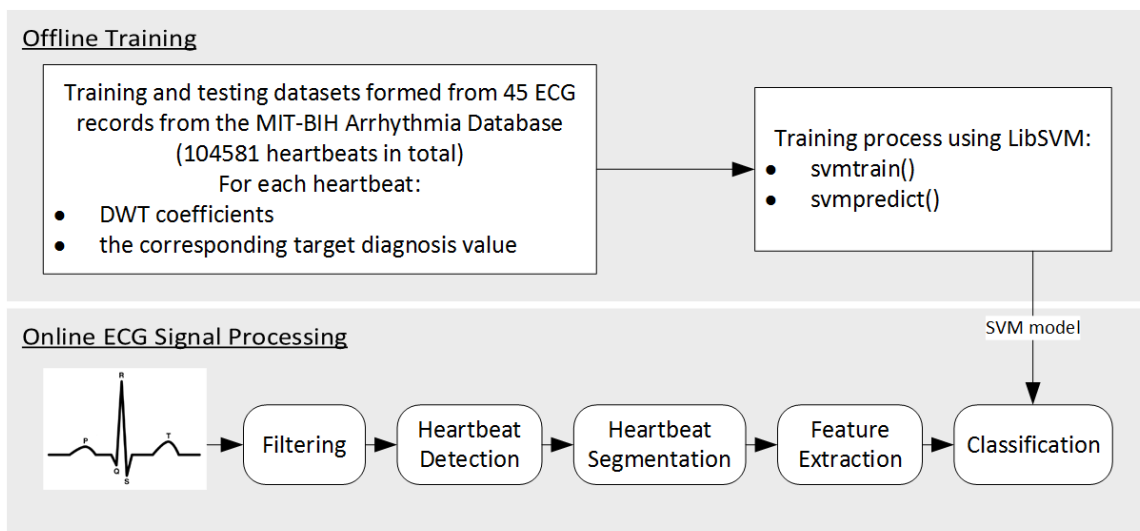 Offline Training
Training and testing datasets formed from 45 ECG
records from the MIT-BIH Arrhythmia Database
(104581 heartbeats in total)
For each heartbeat:
● DWT coefficients
● the corresponding target diagnosis value
Training process using LibSVM:
● svmtrain()
● svmpredict()
SVM model
Online ECG Signal Processing
R
P
T
Q
S
Filtering
Heartbeat
Detection
Heartbeat
Segmentation
Feature
Extraction
Classification